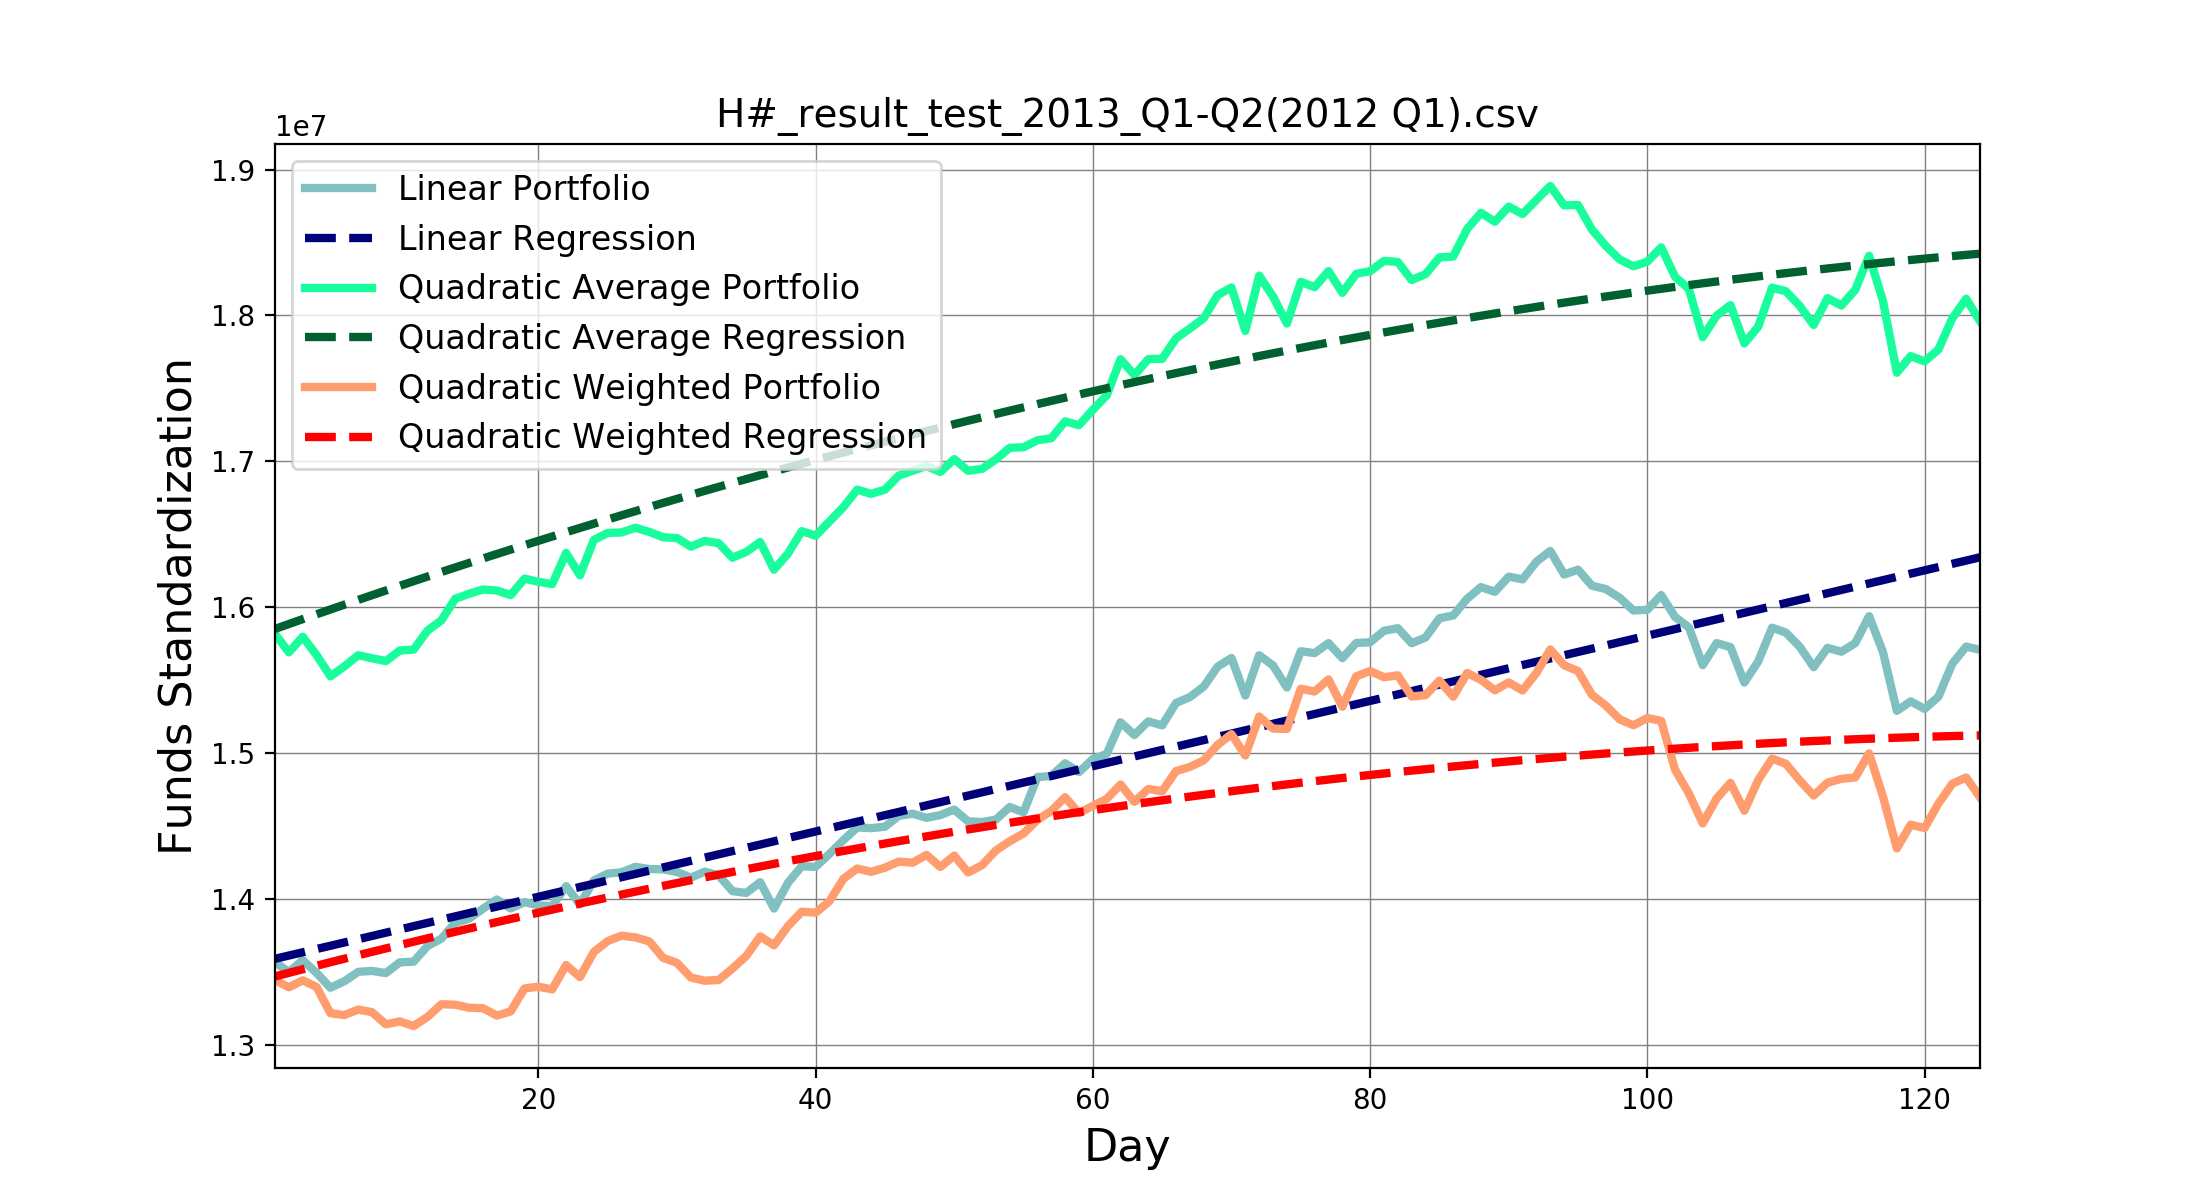 H#_result_test_2013_Q1-Q2(2012 Q1).csv
1e7
1.9
1.8
1.7
1.6
1.5
1.4
1.3
Funds Standardization
Linear Portfolio
Linear Regression
Quadratic Average Portfolio
Quadratic Average Regression
Quadratic Weighted Portfolio
Quadratic Weighted Regression
20 40 60 80 100 120
Day